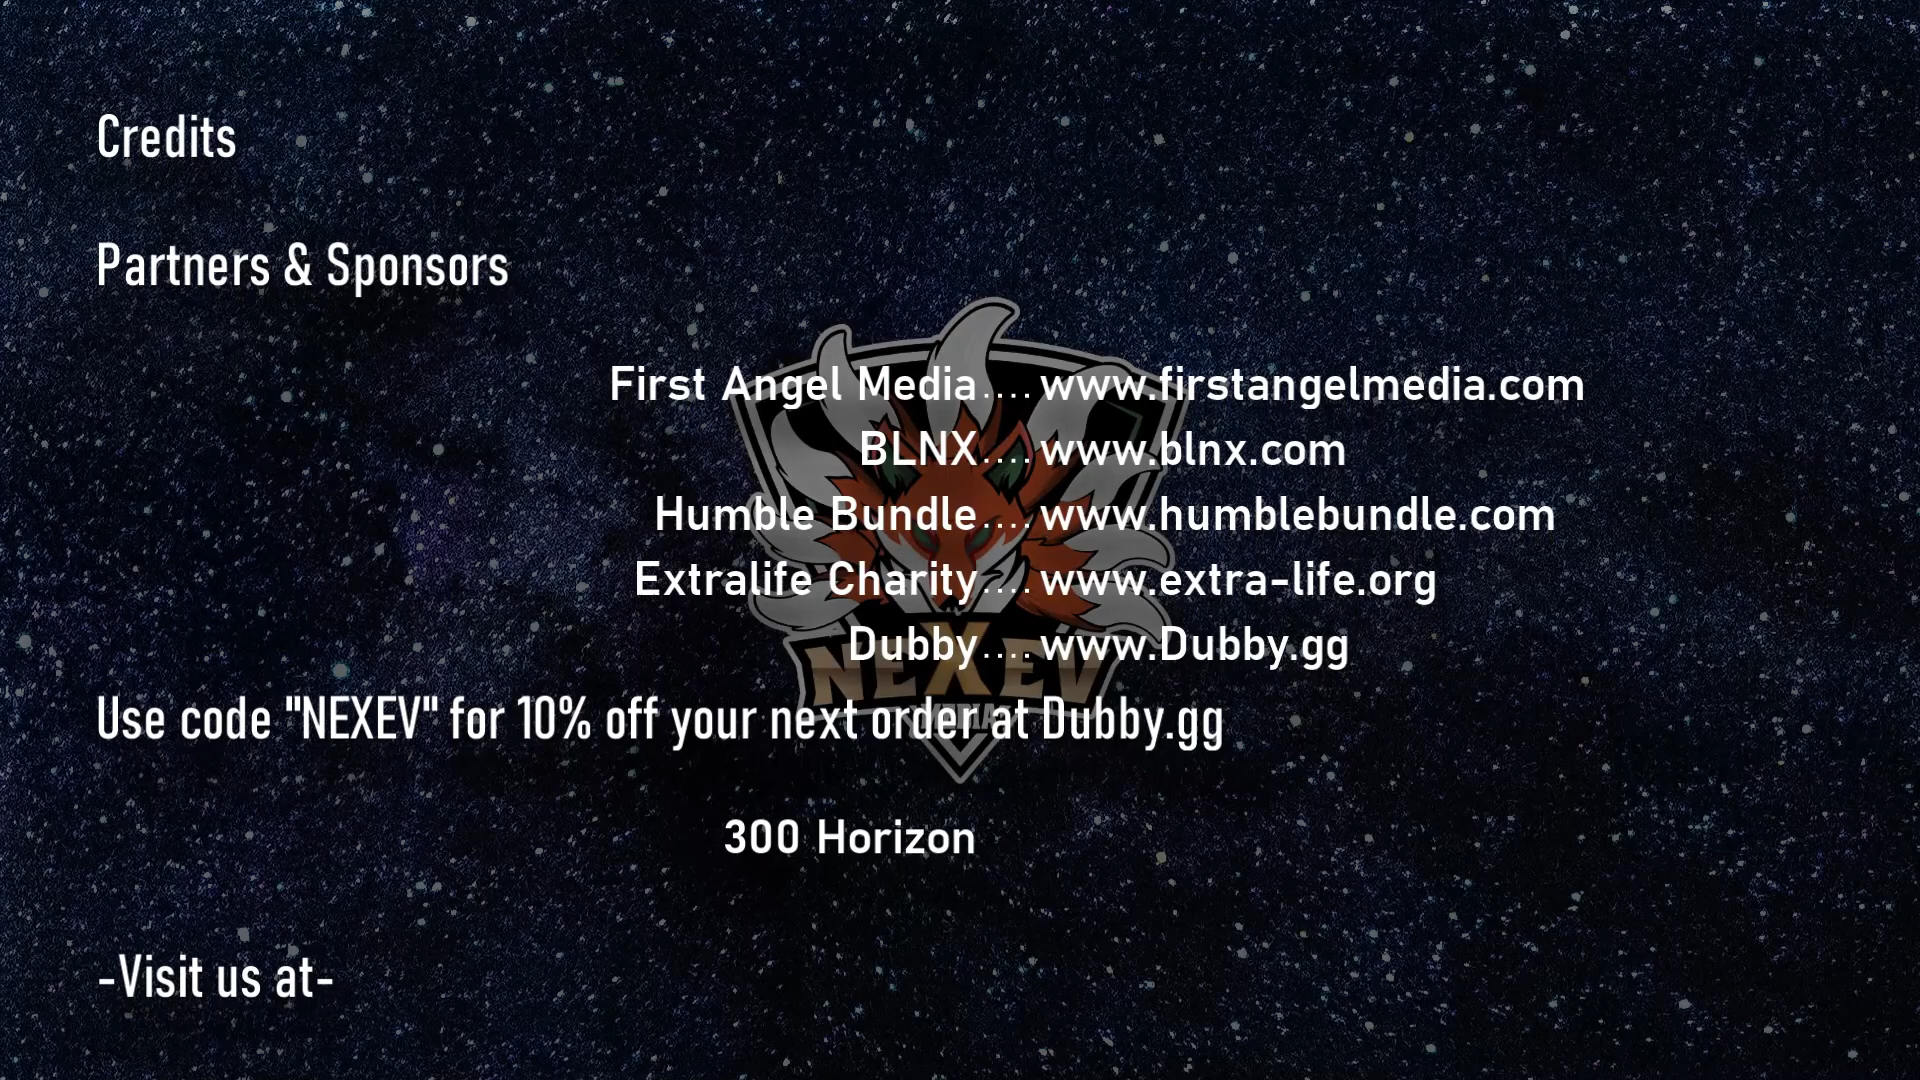 Credits
Partners & Sponsors
First Angel Media....www.firstangelmedia.com
BLNX....www.blnx.com
Humble Bundle....www.humblebundle.com
Extralife Charity....www.extra-life.org
Dubby....www.Dubby.gg
NEXEV
Use code "NEXEV" for 10% off your next order at Dubby.gg
300 Horizon
-Visit us at-